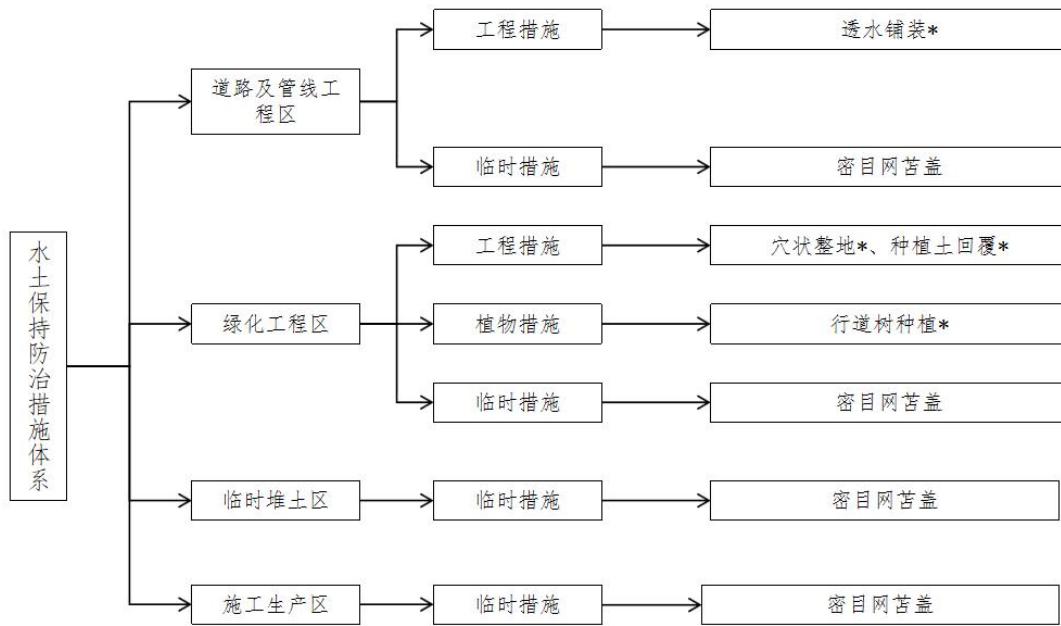 水土保持防治措施体系
道路及管线工
程区
工程措施
透水铺装*
临时措施
密目网苫盖
绿化工程区
工程措施
穴状整地*、种植土回覆*
植物措施
行道树种植*
临时措施
密目网苫盖
临时堆土区
临时措施
密目网苫盖
施工生产区
临时措施
密目网苫盖